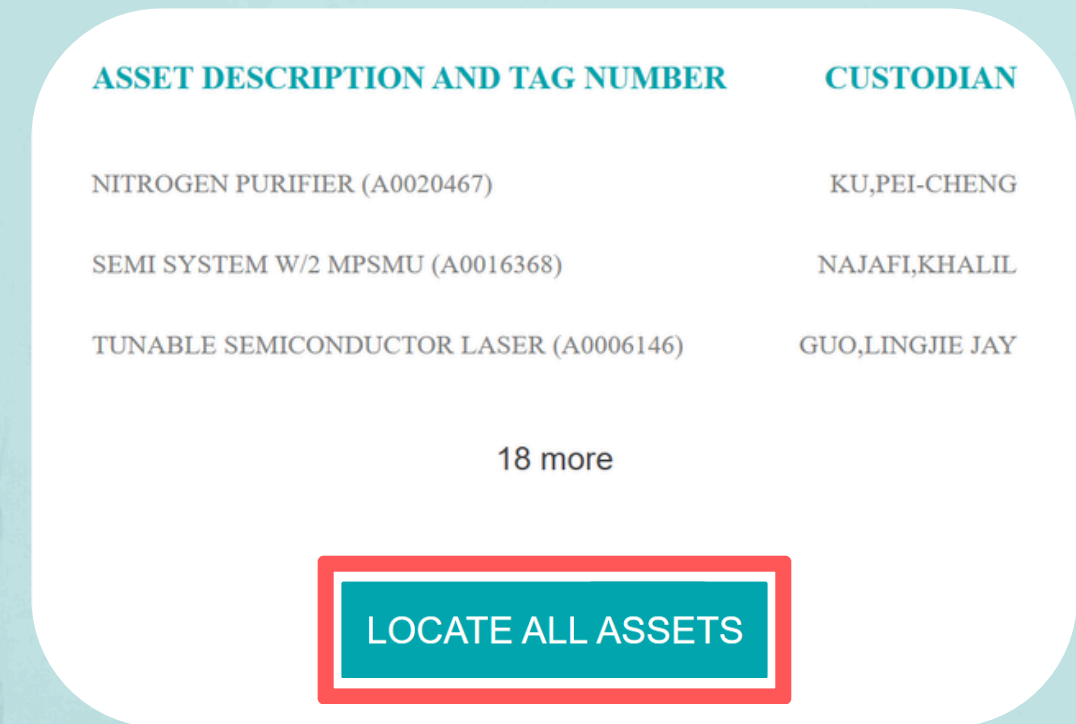 ASSET DESCRIPTION AND TAG NUMBER CUSTODIAN
NITROGEN PURIFIER (A0020467) KU,PEI-CHENG
SEMI SYSTEM W/2 MPSMU (A0016368) NAJAFI,KHALIL
TUNABLE SEMICONDUCTOR LASER (A0006146) GUO,LINGJIE JAY
18 more
LOCATE ALL ASSETS